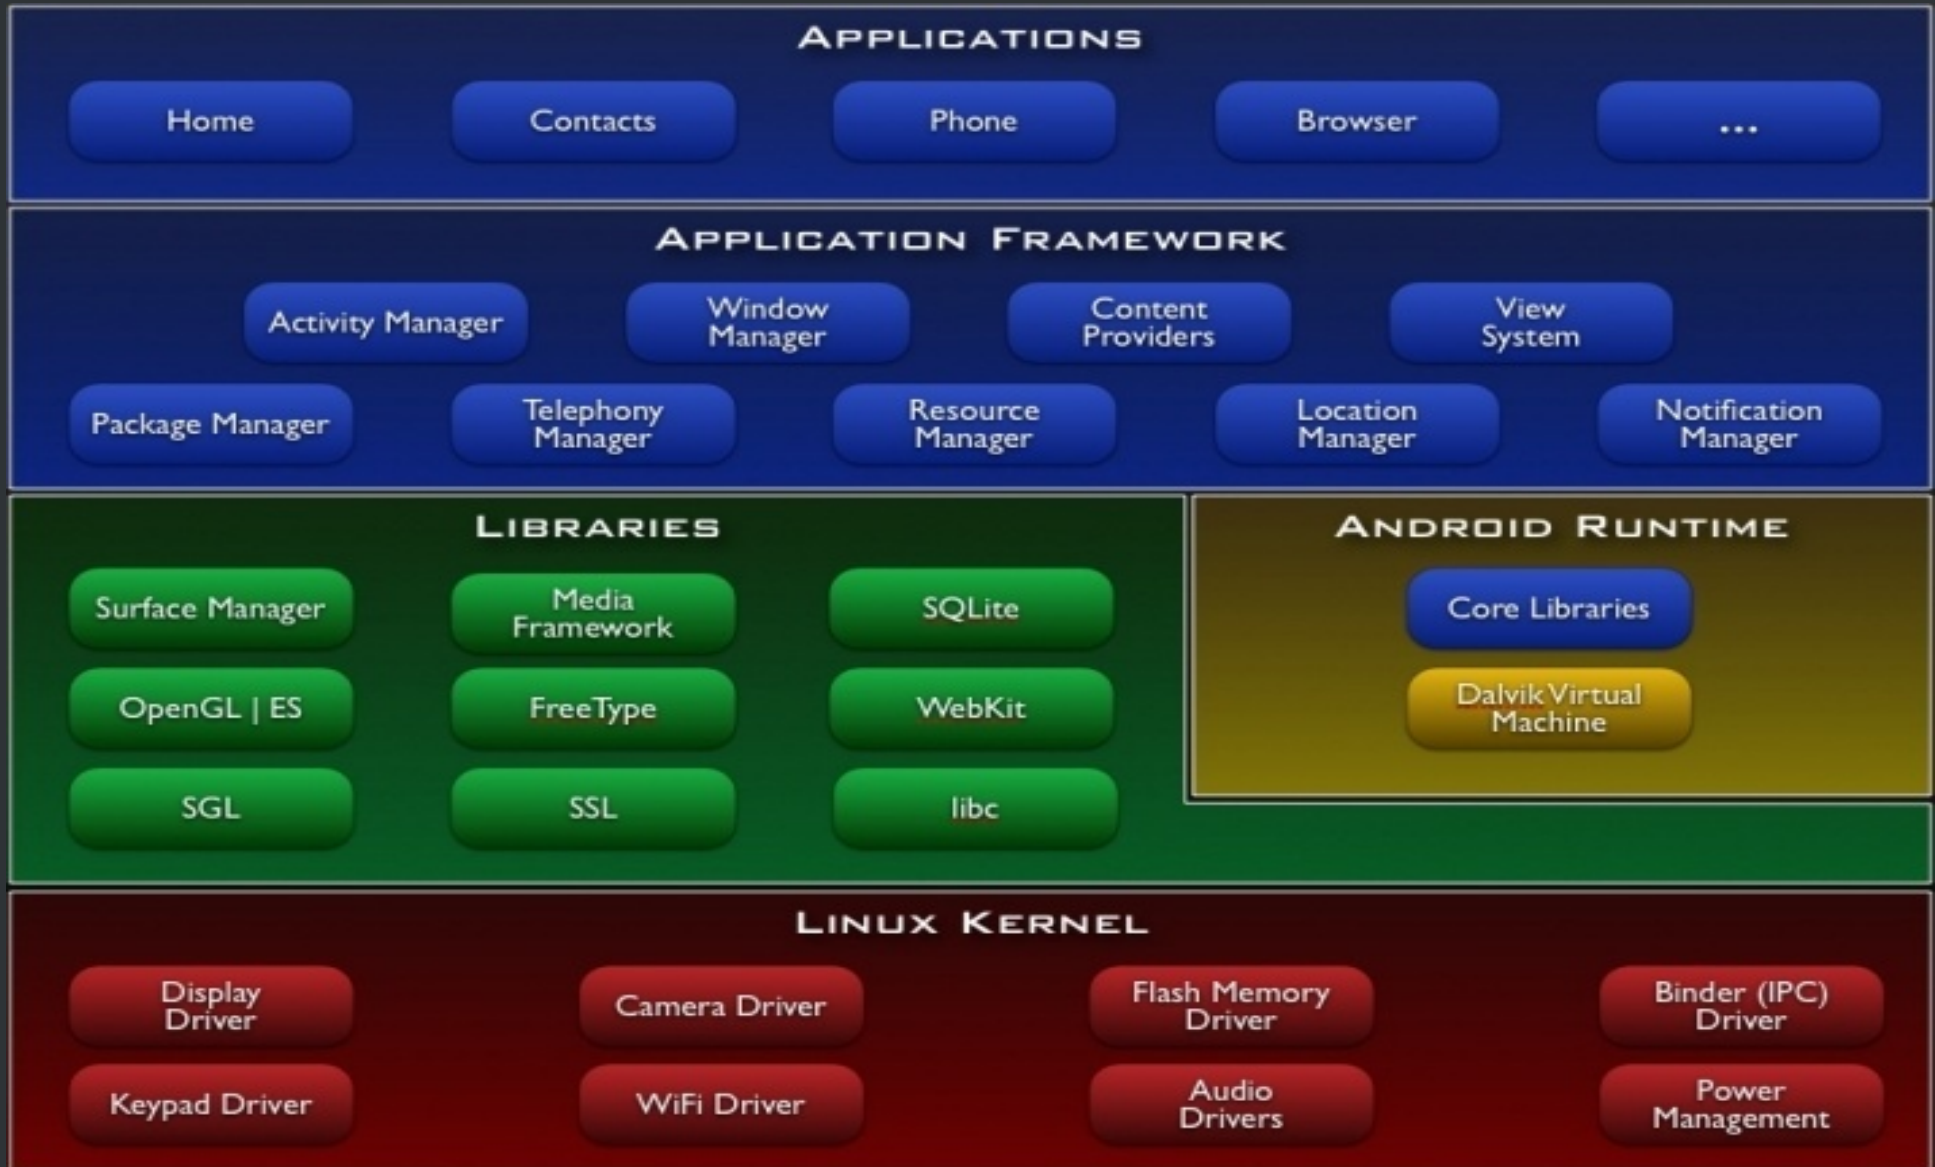 APPLICATIONS
Home
Contacts
Phone
Browser
...
APPLICATION FRAMEWORK
Activity Manager
Window
Manager
Content
Providers
View
System
Package Manager
Telephony
Manager
Resource
Manager
Location
Manager
Notification
Manager
LIBRARIES
Surface Manager
Media
Framework
SQLite
OpenGL | ES
FreeType
WebKit
SGL
SSL
libc
ANDROID RUNTIME
Core Libraries
Dalvik Virtual
Machine
LINUX KERNEL
Display
Driver
Camera Driver
Flash Memory
Driver
Binder (IPC)
Driver
Keypad Driver
WiFi Driver
Audio
Drivers
Power
Management